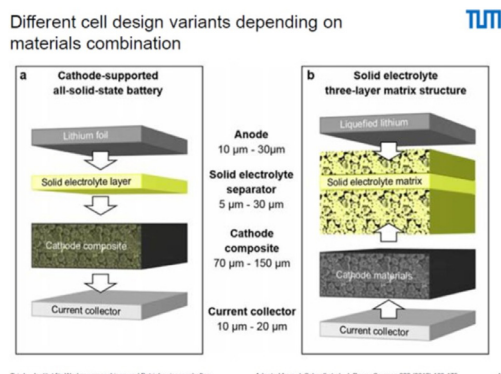 Different cell design variants depending on
materials combination
TUM
a
Cathode-supported
all-solid-state battery
Lithium foil
Solid electrolyte layer
Cathode composite
Current collector
Anode
10 µm - 30µm
Solid electrolyte
separator
5 µm - 30 µm
Cathode
composite
70 µm - 150 µm
Current collector
10 µm - 20 µm
b
Solid electrolyte
three-layer matrix structure
Liquefied lithium
Solid electrolyte matrix
Cathode materials
Current collector